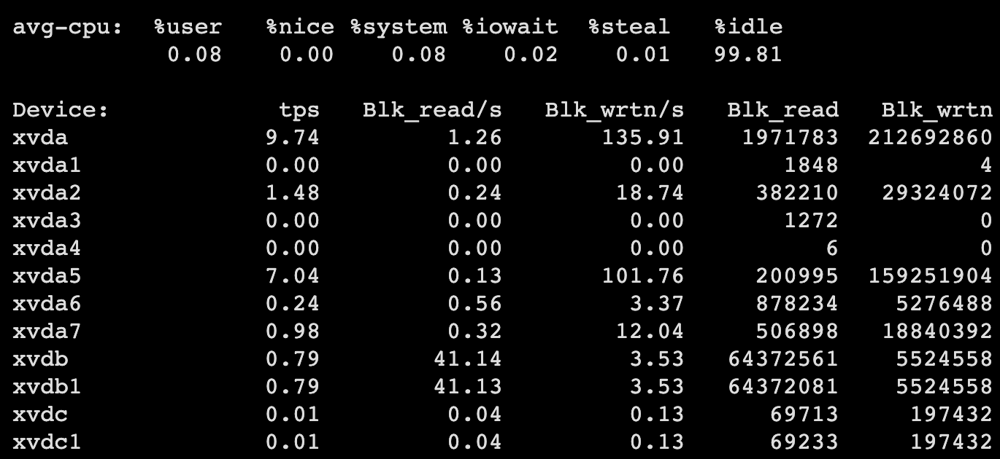 avg-cpu:  %user   %nice %system %iowait  %steal   %idle
           0.08    0.00    0.08    0.02    0.01   99.81

Device:            tps   Blk_read/s   Blk_wrtn/s   Blk_read   Blk_wrtn
xvda              9.74         1.26       135.91    1971783  212692860
xvda1             0.00         0.00         0.00       1848          4
xvda2             1.48         0.24        18.74     382210   29324072
xvda3             0.00         0.00         0.00       1272          0
xvda4             0.00         0.00         0.00          6          0
xvda5             7.04         0.13       101.76     200995  159251904
xvda6             0.24         0.56         3.37     878234    5276488
xvda7             0.98         0.32        12.04     506898   18840392
xvdb              0.79        41.14         3.53   64372561    5524558
xvdb1             0.79        41.13         3.53   64372081    5524558
xvdc              0.01         0.04         0.13      69713     197432
xvdc1             0.01         0.04         0.13      69233     197432